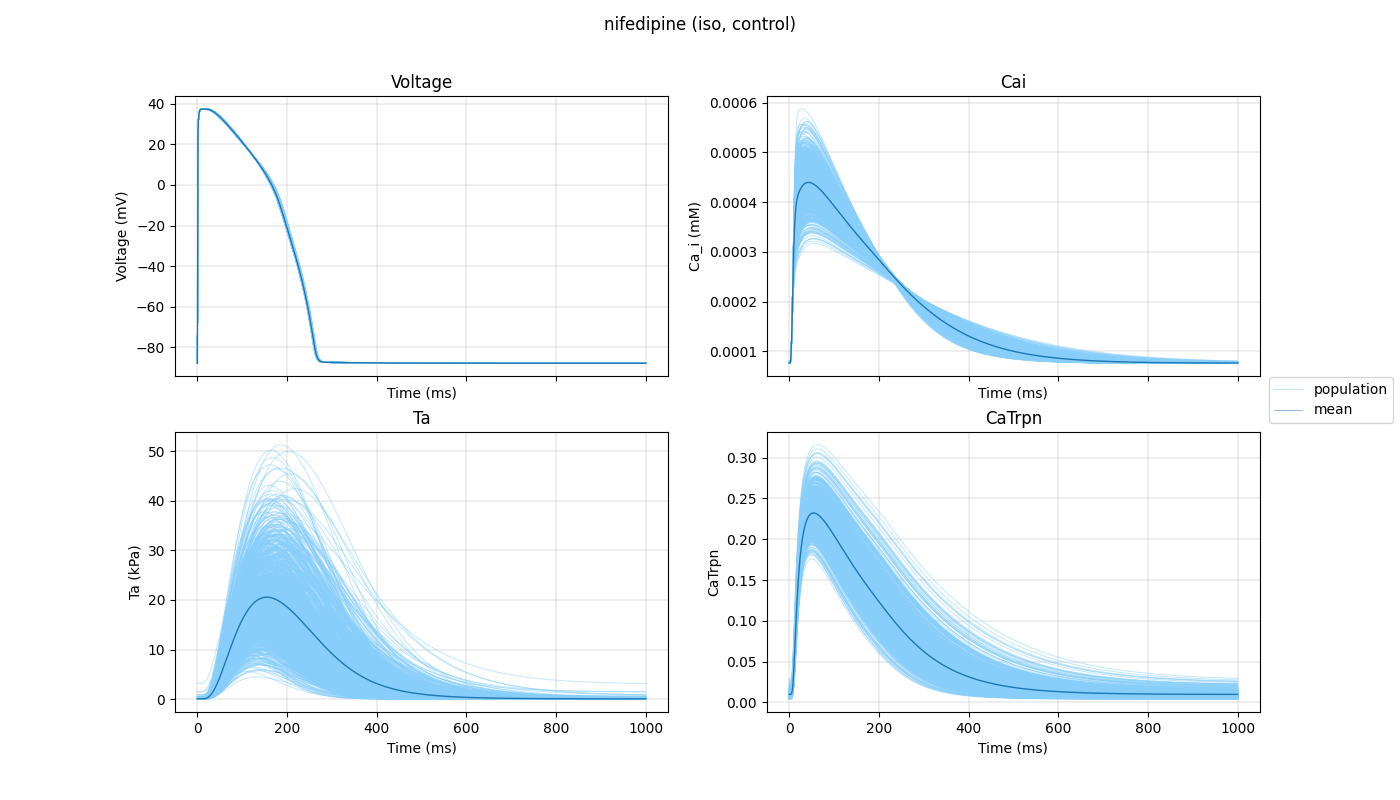 nifedipine (iso, control)
Voltage
Voltage (mV)
40
20
0
−20
−40
−60
−80
Time (ms)
Cai
Ca_i (mM)
0.0006
0.0005
0.0004
0.0003
0.0002
0.0001
Time (ms)
population
mean
Ta
Ta (kPa)
50
40
30
20
10
0
0 200 400 600 800 1000
Time (ms)
CaTrpn
CaTrpn
0.30
0.25
0.20
0.15
0.10
0.05
0.00
0 200 400 600 800 1000
Time (ms)